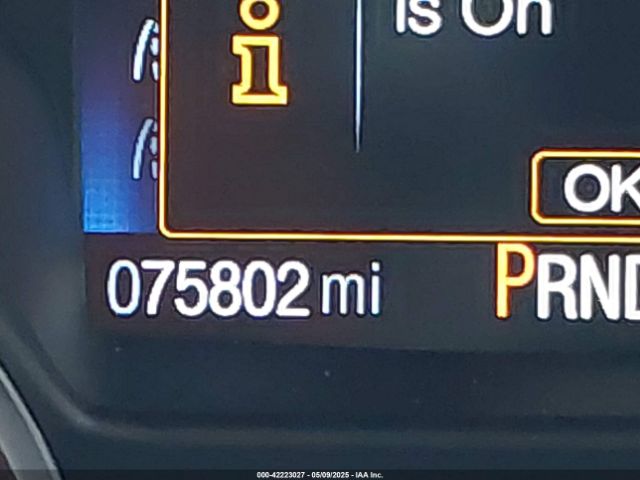 is On
OK
075802 mi
PRND
000-42223027 - 05/09/2025 - IAA Inc.